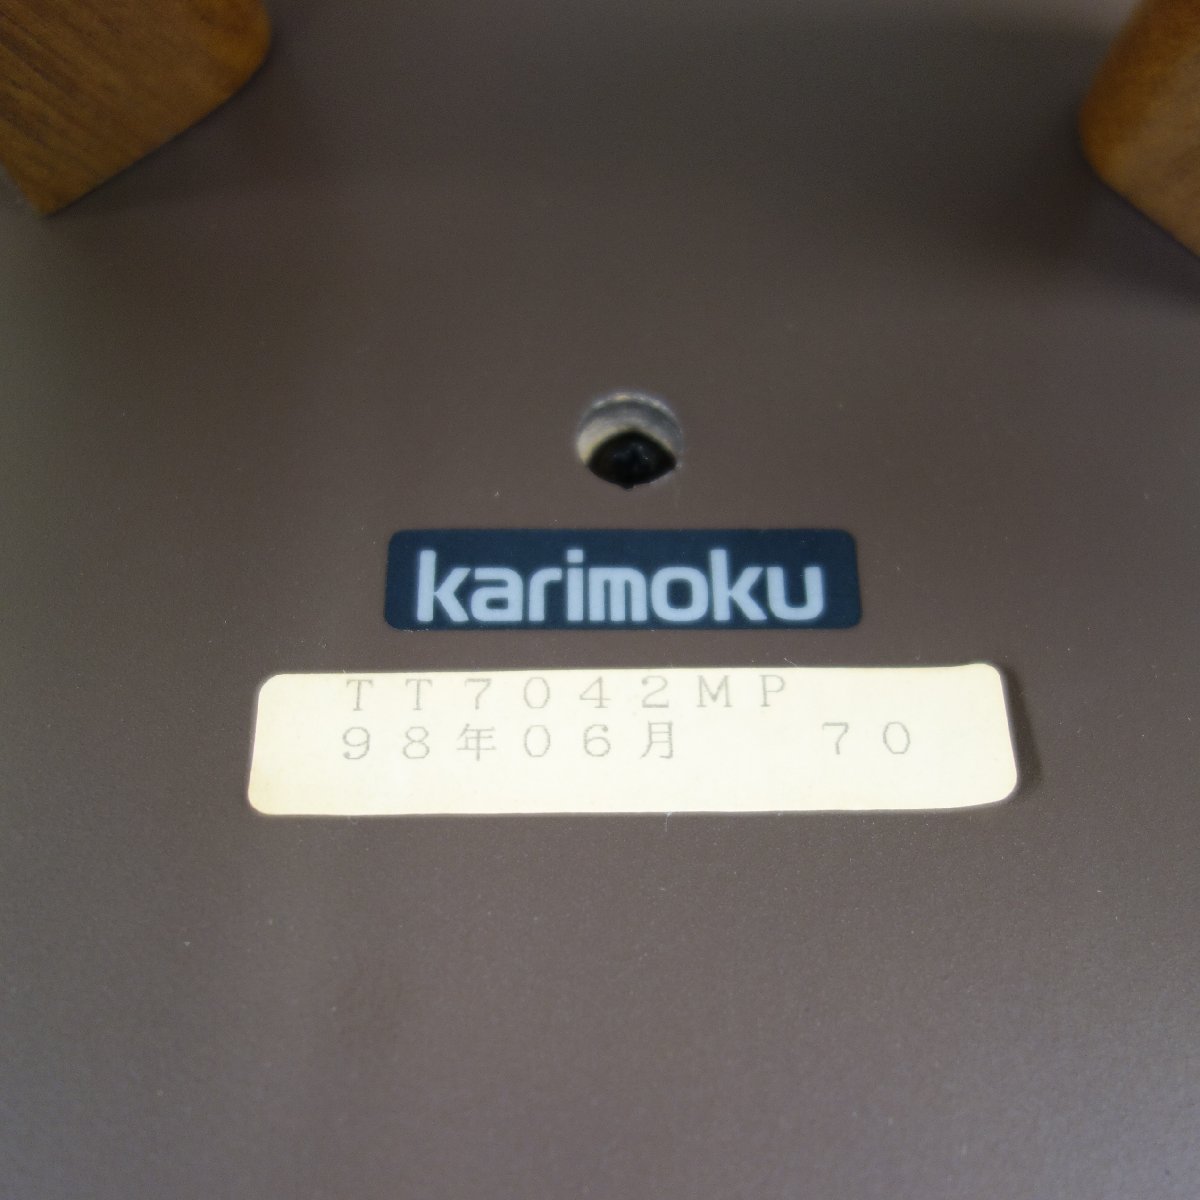 karimoku
TT7042MP
98年06月 70